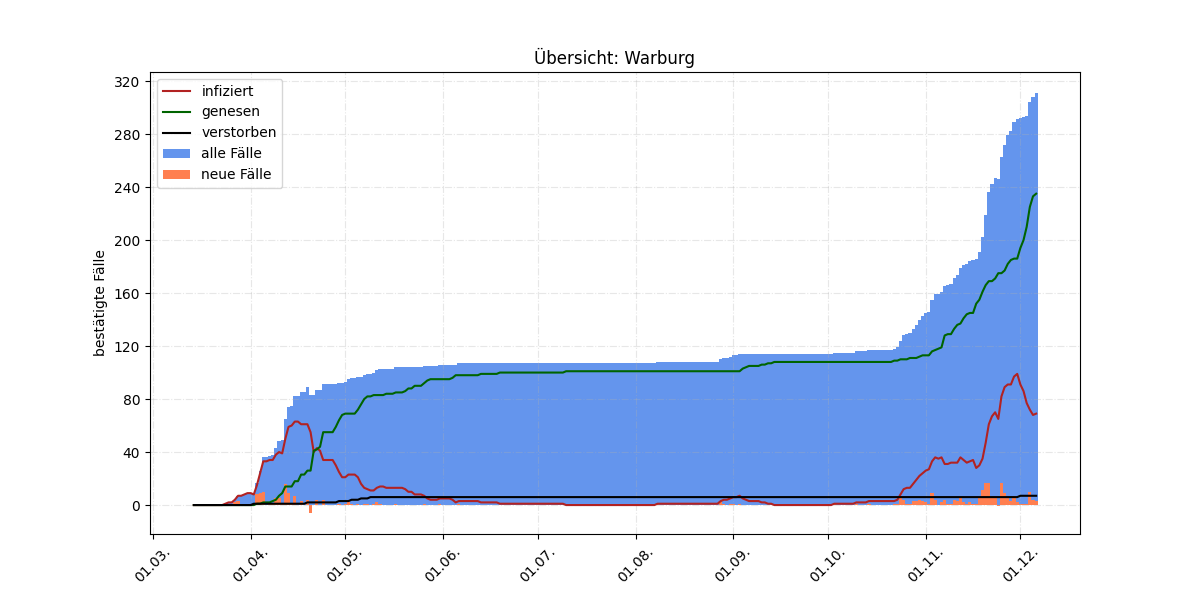 Übersicht: Warburg
infiziert
genesen
verstorben
alle Fälle
neue Fälle
bestätigte Fälle
320
280
240
200
160
120
80
40
0
01.03.
01.04.
01.05.
01.06.
01.07.
01.08.
01.09.
01.10.
01.11.
01.12.